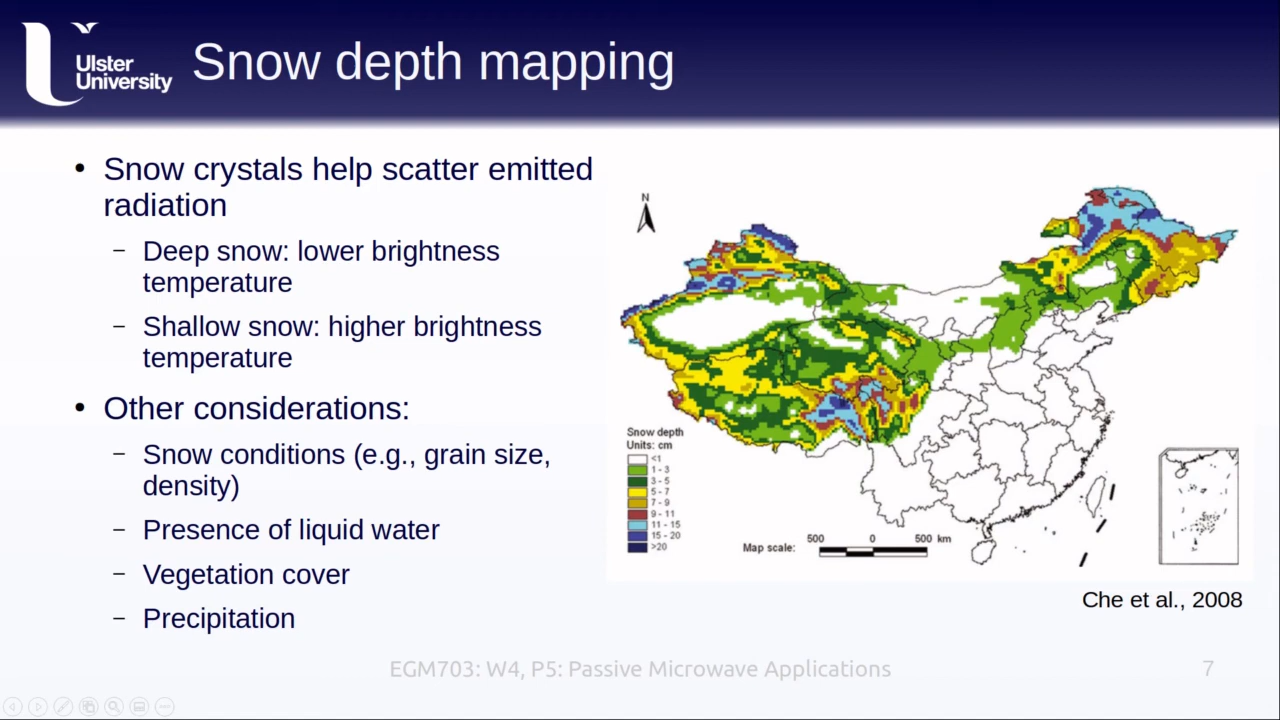 Ulster
University
Snow depth mapping
• Snow crystals help scatter emitted
radiation
– Deep snow: lower brightness
temperature
– Shallow snow: higher brightness
temperature
• Other considerations:
– Snow conditions (e.g., grain size,
density)
– Presence of liquid water
– Vegetation cover
– Precipitation
N
Snow depth
Units: cm
<1
1 - 3
3 - 5
5 - 7
7 - 9
9 - 11
11 - 15
15 - 20
>20
Map scale:
500 0 500 km
Che et al., 2008
EGM703: W4, P5: Passive Microwave Applications
7